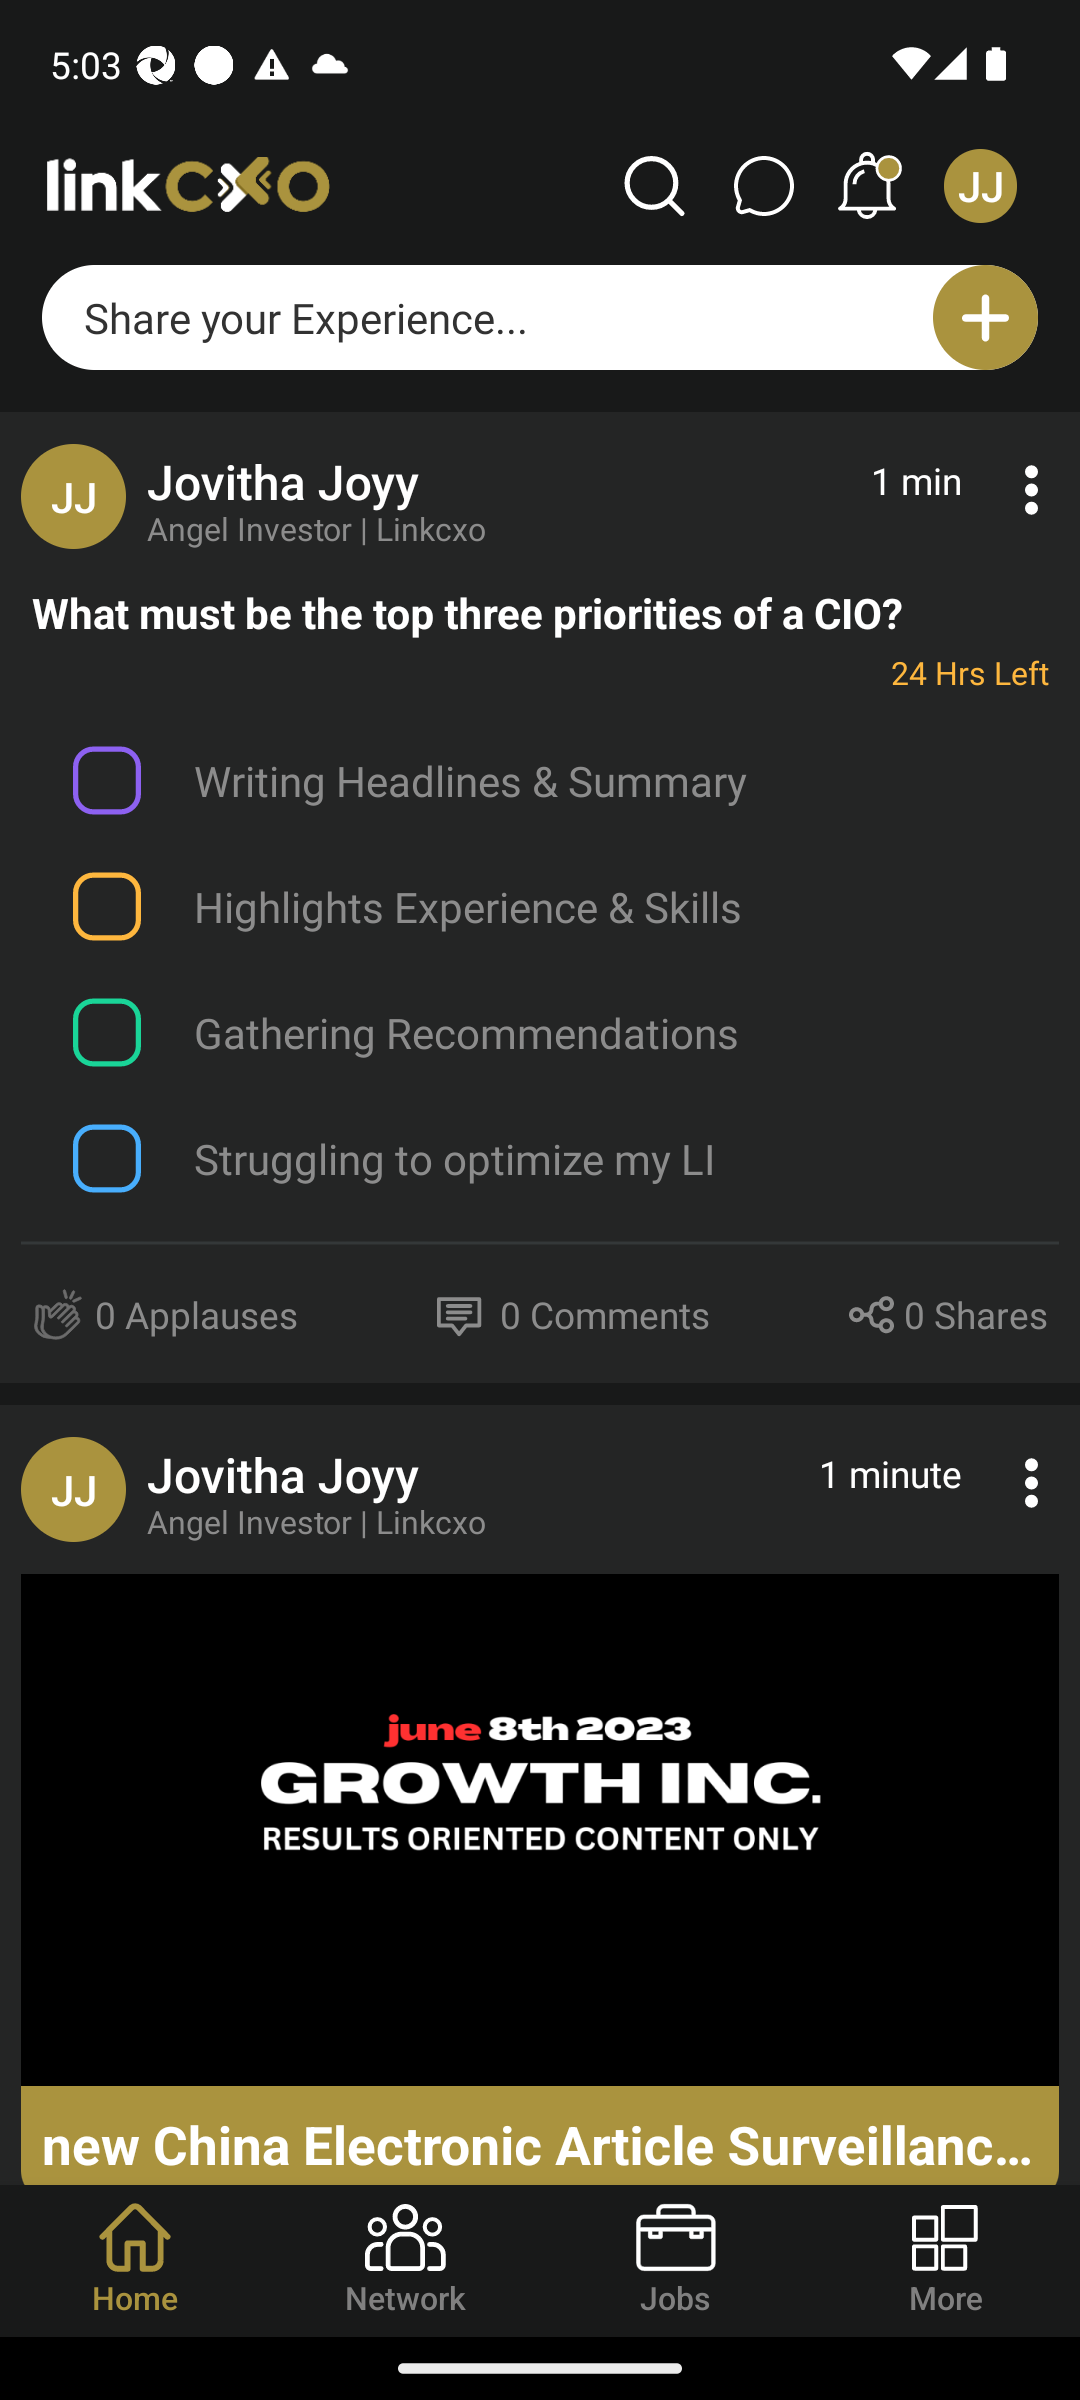 5:03
linkcxo
JJ
Share your Experience...
JJ
Jovitha Joyy
1 min
Angel Investor | Linkcxo
What must be the top three priorities of a CIO?
24 Hrs Left
Writing Headlines & Summary
Highlights Experience & Skills
Gathering Recommendations
Struggling to optimize my LI
0 Applauses
0 Comments
0 Shares
JJ
Jovitha Joyy
1 minute
Angel Investor | Linkcxo
june 8th 2023
GROWTH INC.
RESULTS ORIENTED CONTENT ONLY
new China Electronic Article Surveillanc...
Home
Network
Jobs
More